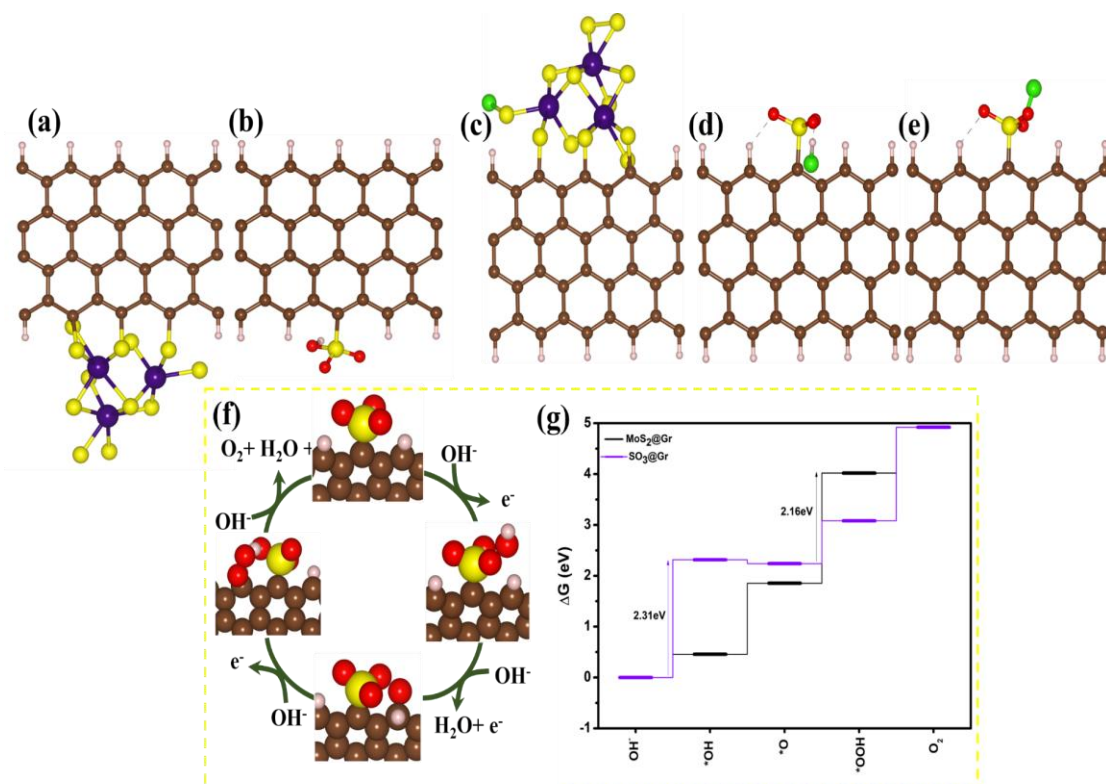 (a)
(b)
(c)
(d)
(e)
(f)
O₂+ H₂O +
OH⁻
e⁻
OH⁻
H₂O+ e⁻
OH⁻
e⁻
OH⁻
(g)
MoS₂@Gr
SO₃@Gr
2.31eV
2.16eV
ΔG (eV)
5
4
3
2
1
0
-1
OH⁻
*OH
*O
*OOH
O₂